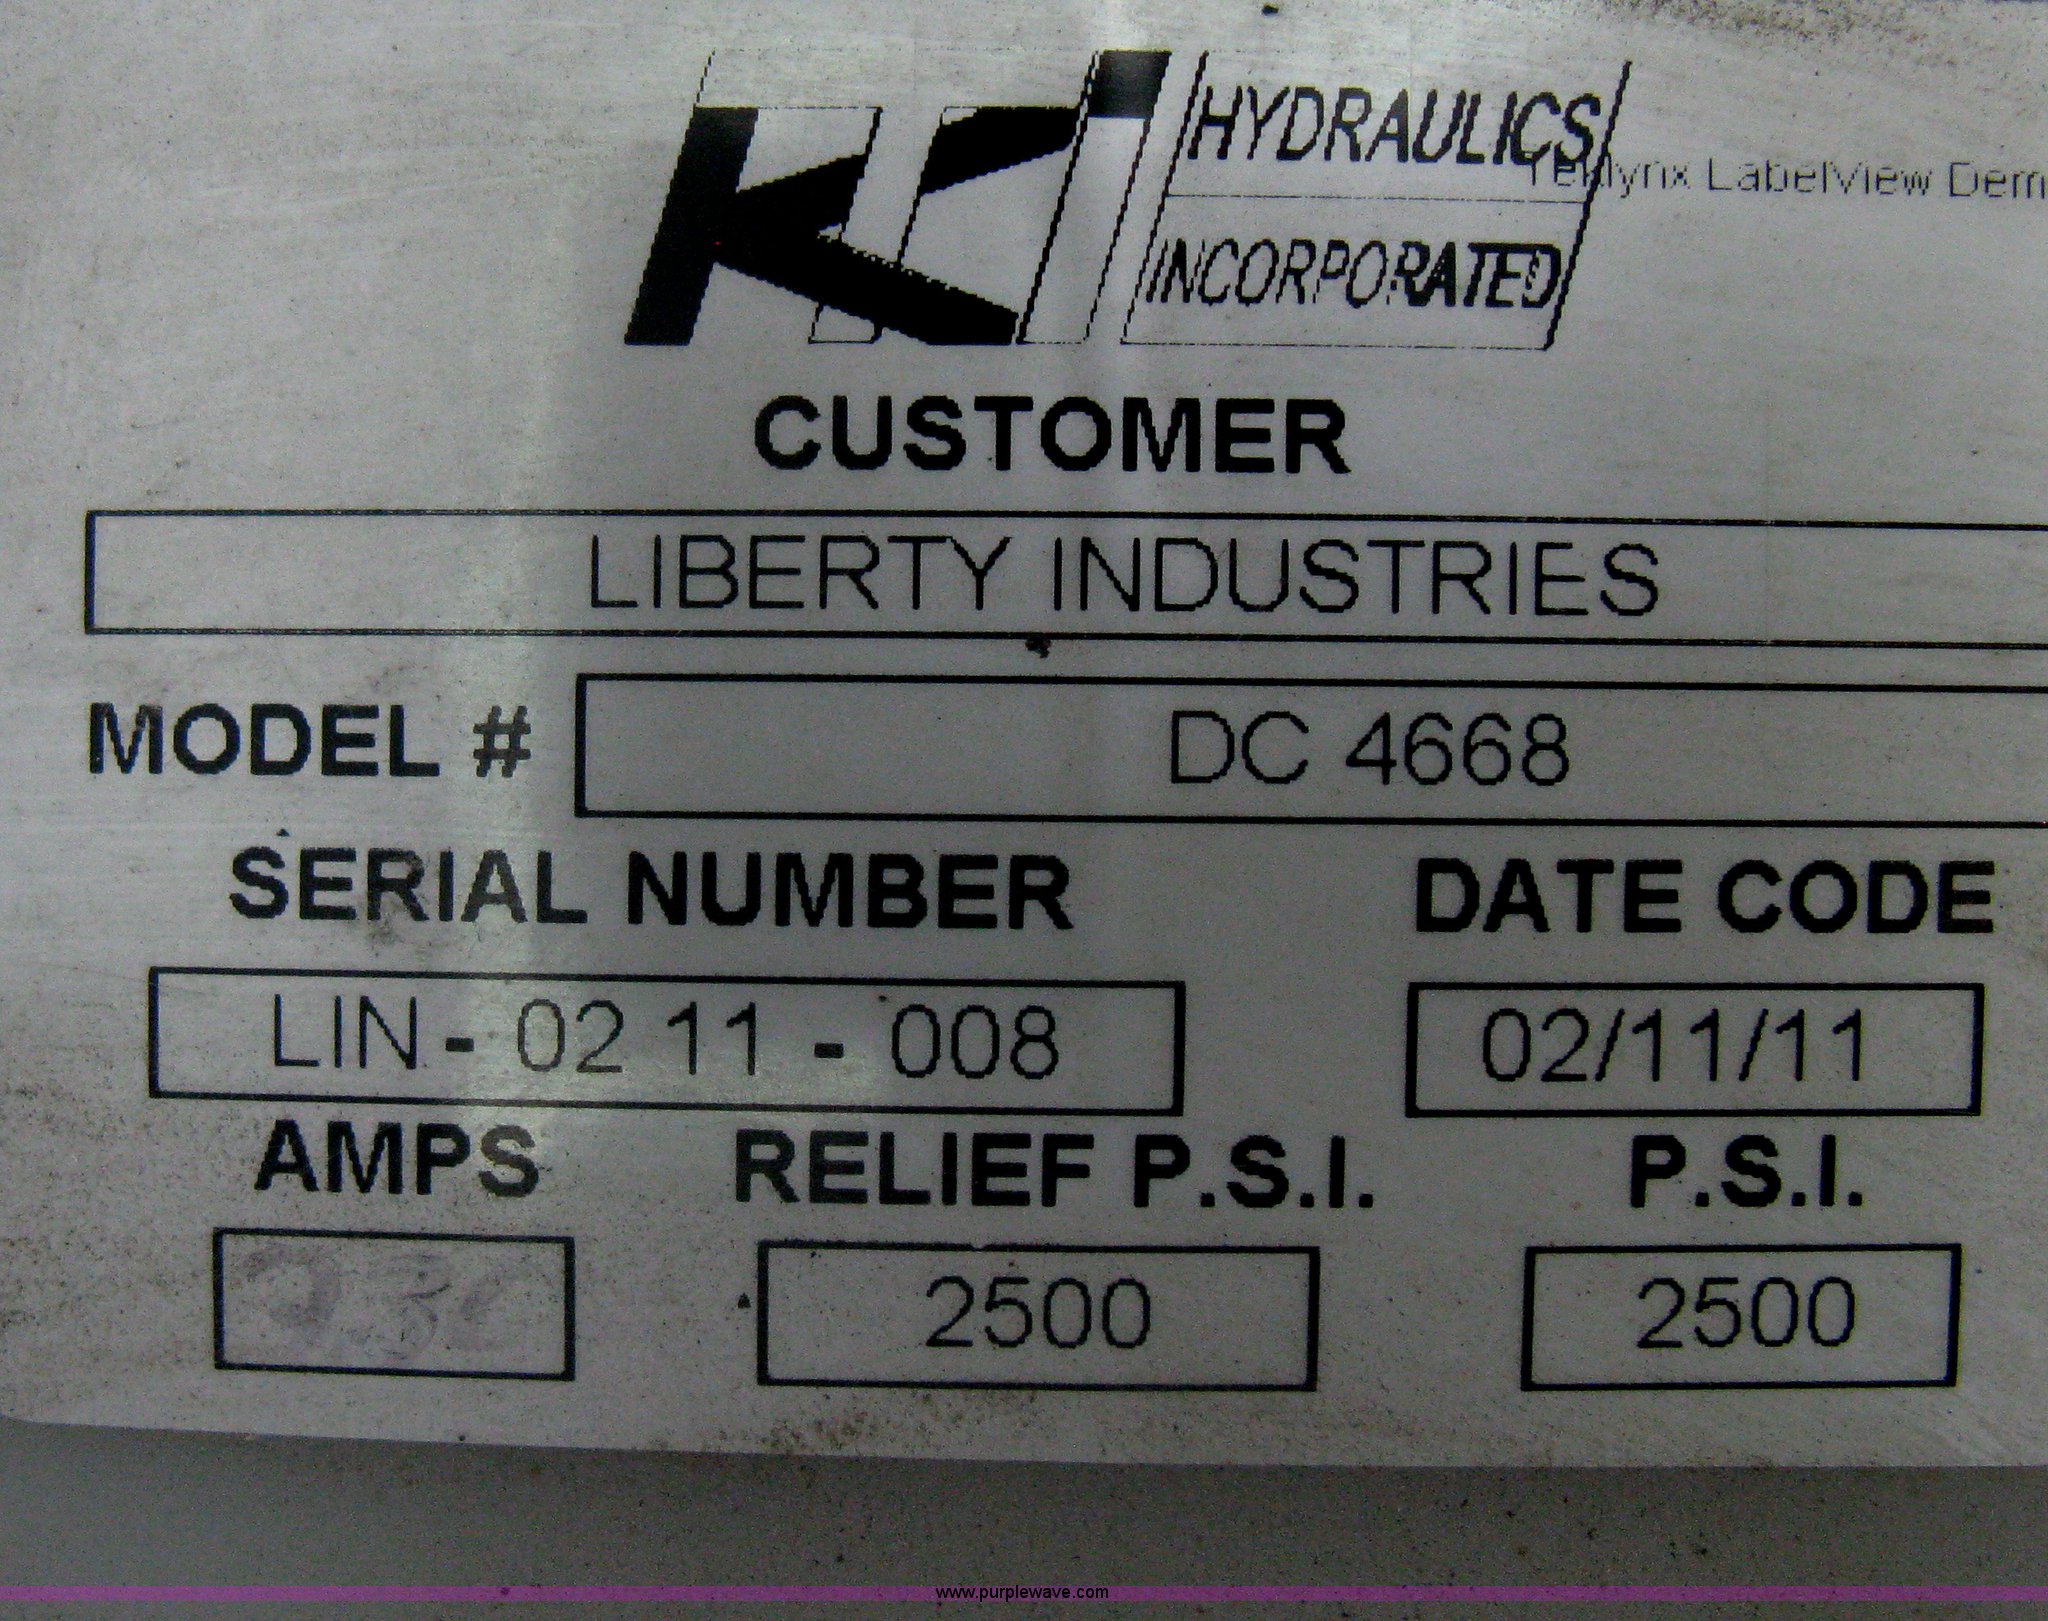 KTI HYDRAULICS
INCORPORATED
Teklynx LabelView Dem
CUSTOMER
LIBERTY INDUSTRIES
MODEL # DC 4668
SERIAL NUMBER DATE CODE
LIN - 02 11 - 008 02/11/11
AMPS RELIEF P.S.I. P.S.I.
2500 2500
www.purplewave.com